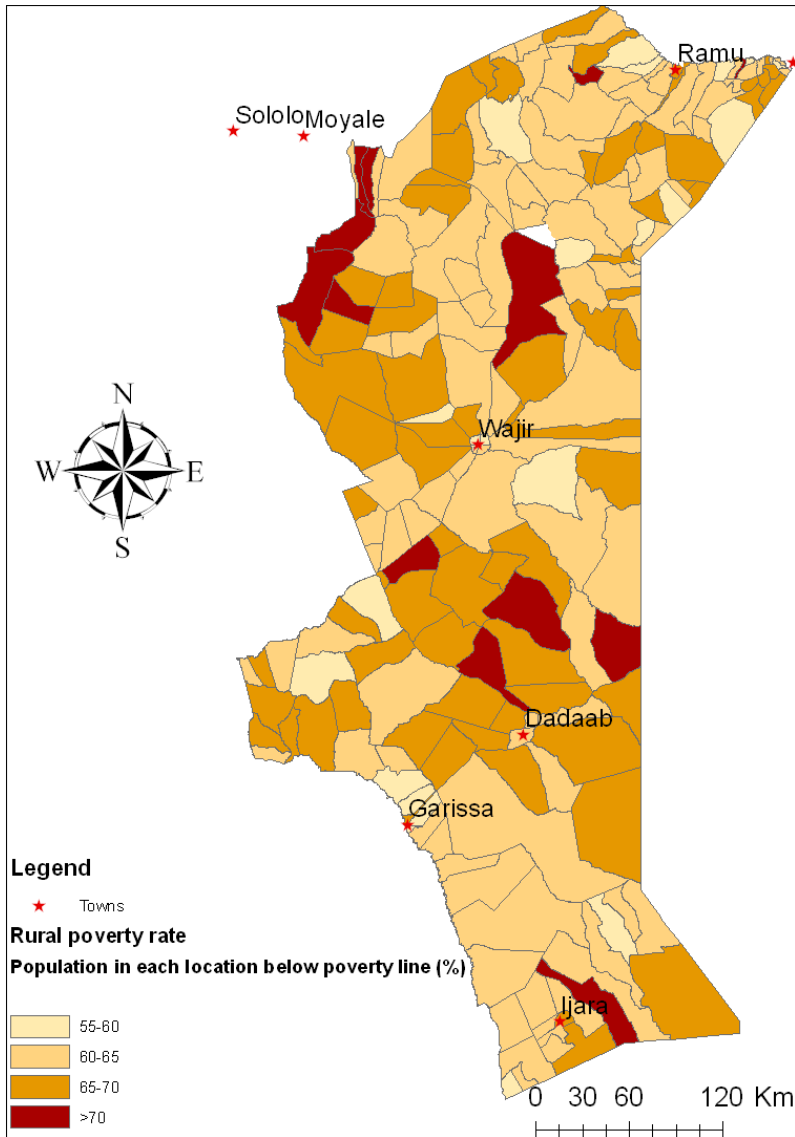 Ramu
Sololo
Moyale
N
W
E
S
Wajir
Dadaab
Garissa
Legend
Towns
Rural poverty rate
Population in each location below poverty line (%)
Ijara
55-60
60-65
65-70
>70
0 30 60 120 Km